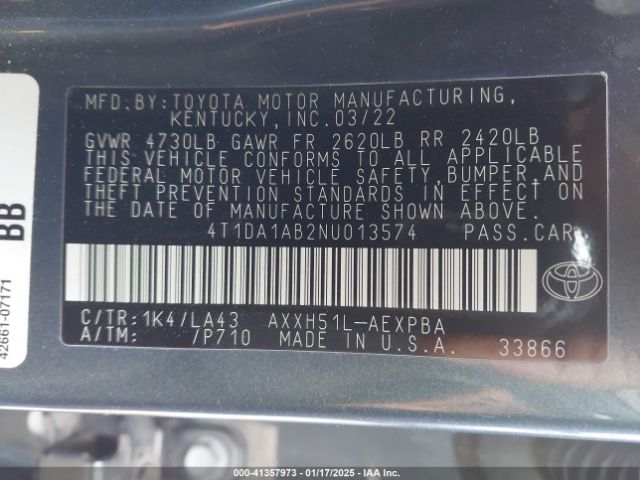 MFD.BY:TOYOTA MOTOR MANUFACTURING,
KENTUCKY,INC.03/22
GVWR 4730LB GAWR FR 2620LB RR 2420LB
THIS VEHICLE CONFORMS TO ALL APPLICABLE
FEDERAL MOTOR VEHICLE SAFETY,BUMPER,AND
THEFT PREVENTION STANDARDS IN EFFECT ON
THE DATE OF MANUFACTURE SHOWN ABOVE.
4T1DA1AB2NU013574 PASS.CAR
TOYOTA
C/TR:1K4/LA43 AXXH51L-AEXPBA
A/TM: /P710 MADE IN U.S.A. 33866
BB
42661-07171
000-41357973 - 01/17/2025 - IAA Inc.